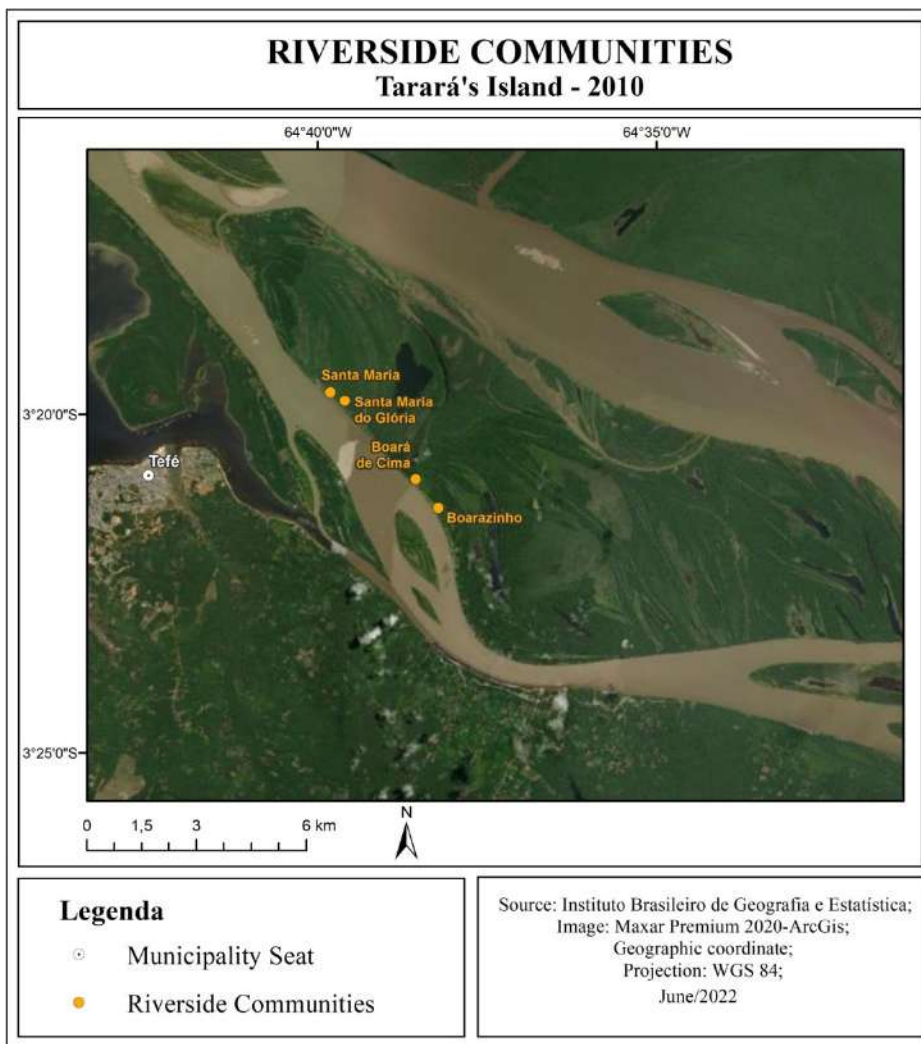 RIVERSIDE COMMUNITIES
Tarará's Island - 2010
64°40'0"W
64°35'0"W
3°20'0"S
3°25'0"S
Santa Maria
Santa Maria
do Glória
Boará
de Cima
Boarazinho
Tefé
0 1,5 3 6 km
N
Legenda
Municipality Seat
Riverside Communities
Source: Instituto Brasileiro de Geografia e Estatística;
Image: Maxar Premium 2020-ArcGis;
Geographic coordinate;
Projection: WGS 84;
June/2022